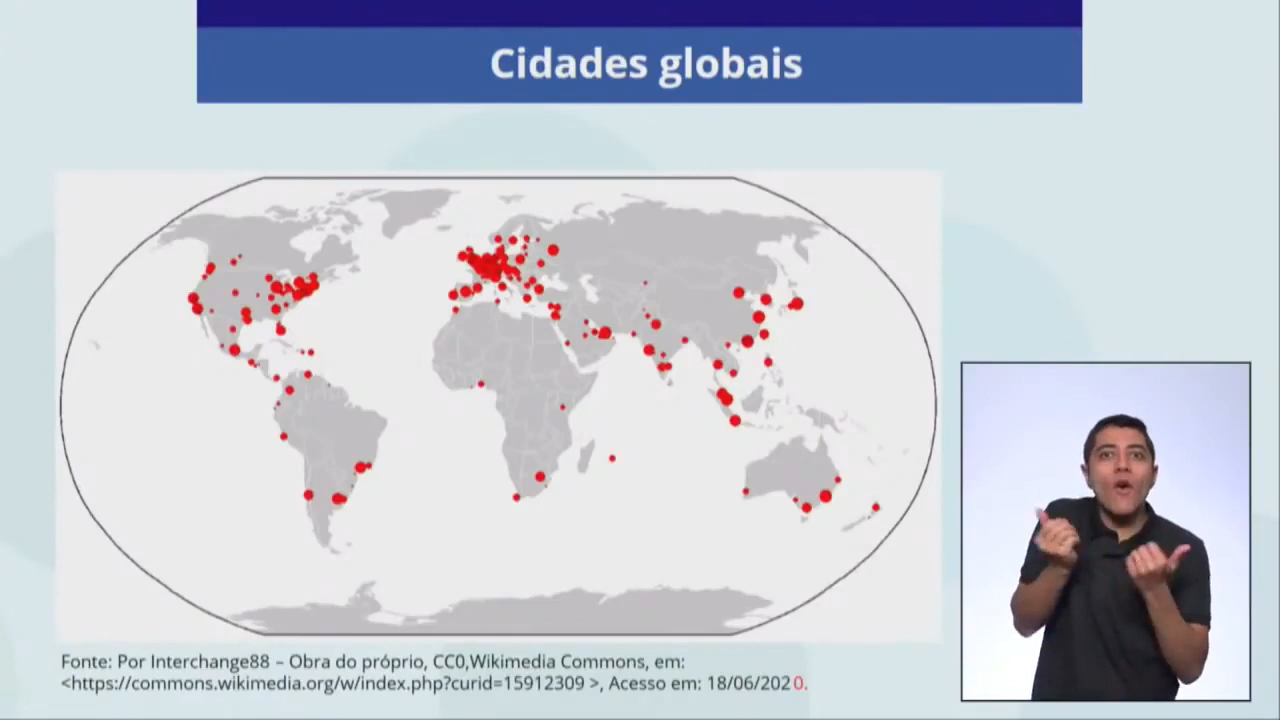 Cidades globais
Fonte: Por Interchange88 – Obra do próprio, CC0,Wikimedia Commons, em:
<https://commons.wikimedia.org/w/index.php?curid=15912309 >, Acesso em: 18/06/2020.